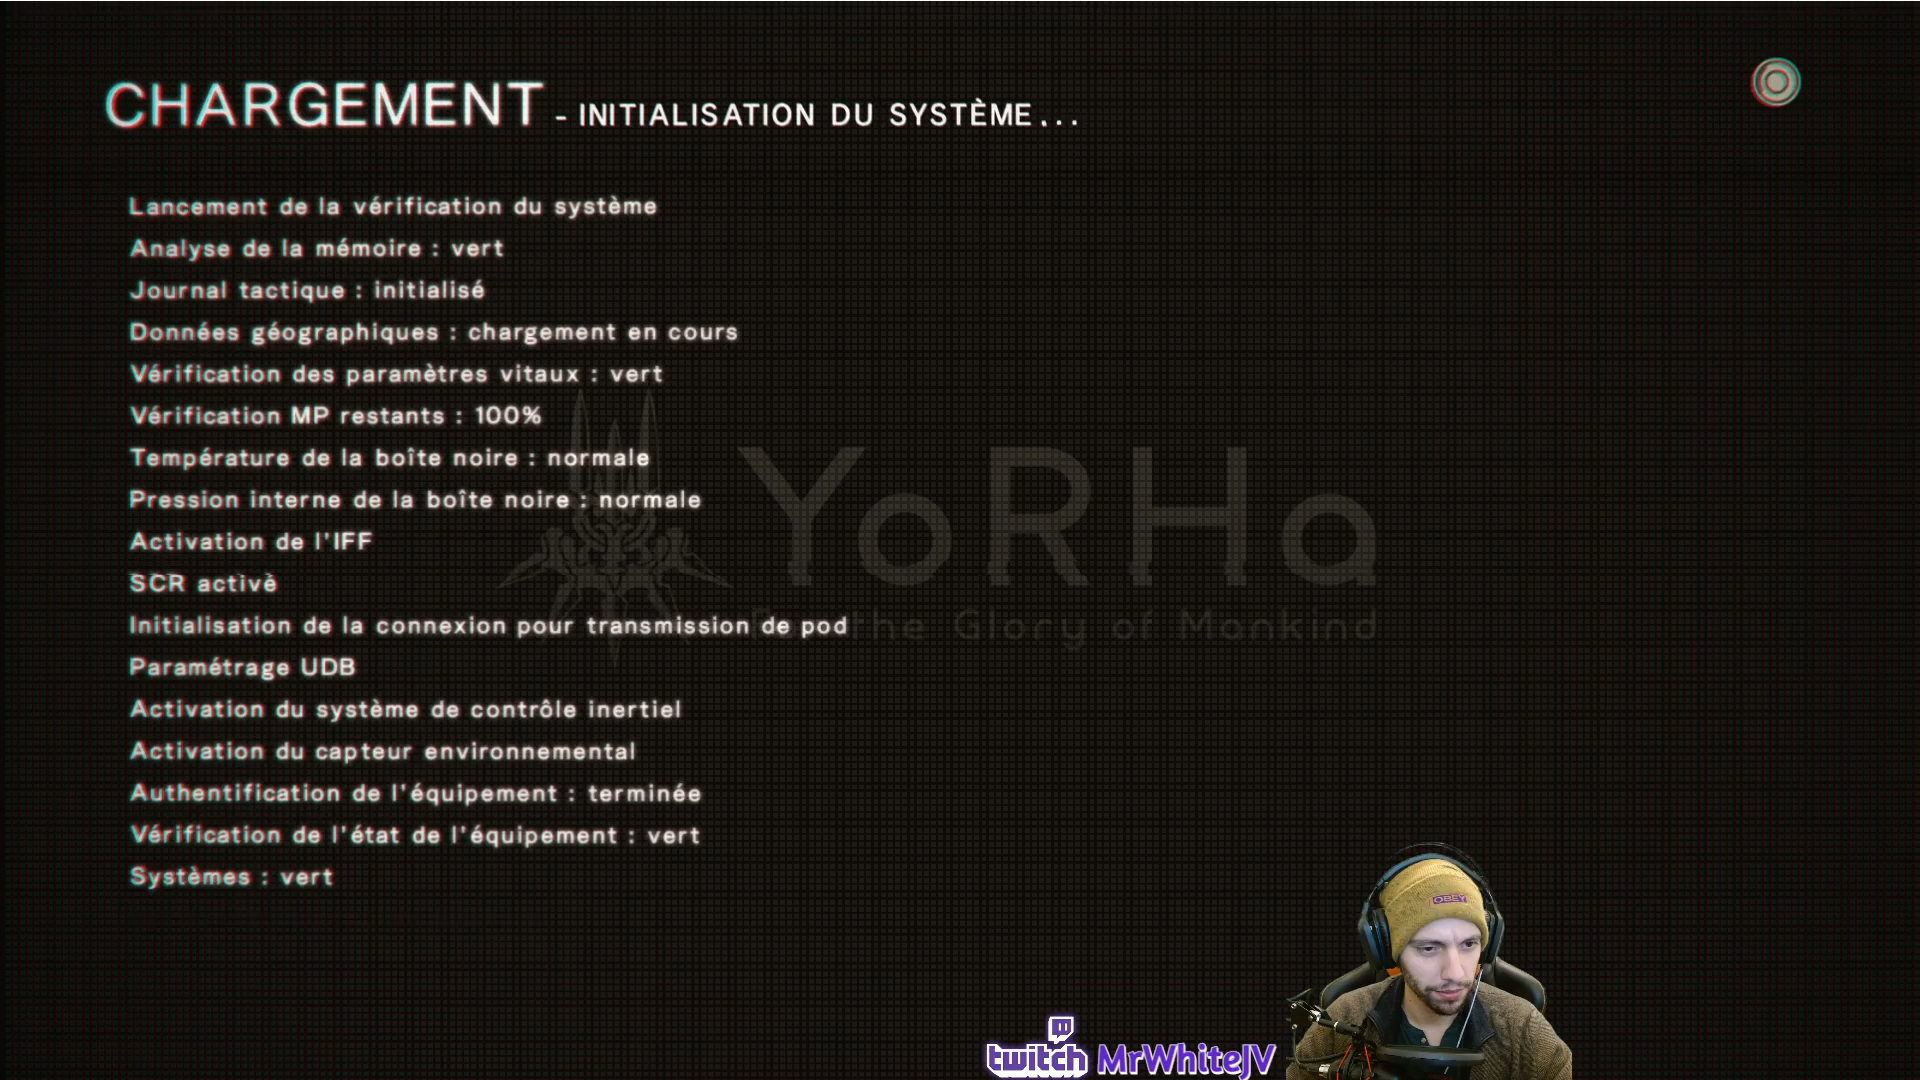 CHARGEMENT - INITIALISATION DU SYSTÈME...
Lancement de la vérification du système
Analyse de la mémoire : vert
Journal tactique : initialisé
Données géographiques : chargement en cours
Vérification des paramètres vitaux : vert
Vérification MP restants : 100%
Température de la boîte noire : normale
Pression interne de la boîte noire : normale
Activation de l'IFF
SCR activè
Initialisation de la connexion pour transmission de pod
Paramétrage UDB
Activation du système de contrôle inertiel
Activation du capteur environnemental
Authentification de l'équipement : terminée
Vérification de l'état de l'équipement : vert
Systèmes : vert
YoRHa
the Glory of Mankind
OBEY
twitch MrWhiteJV